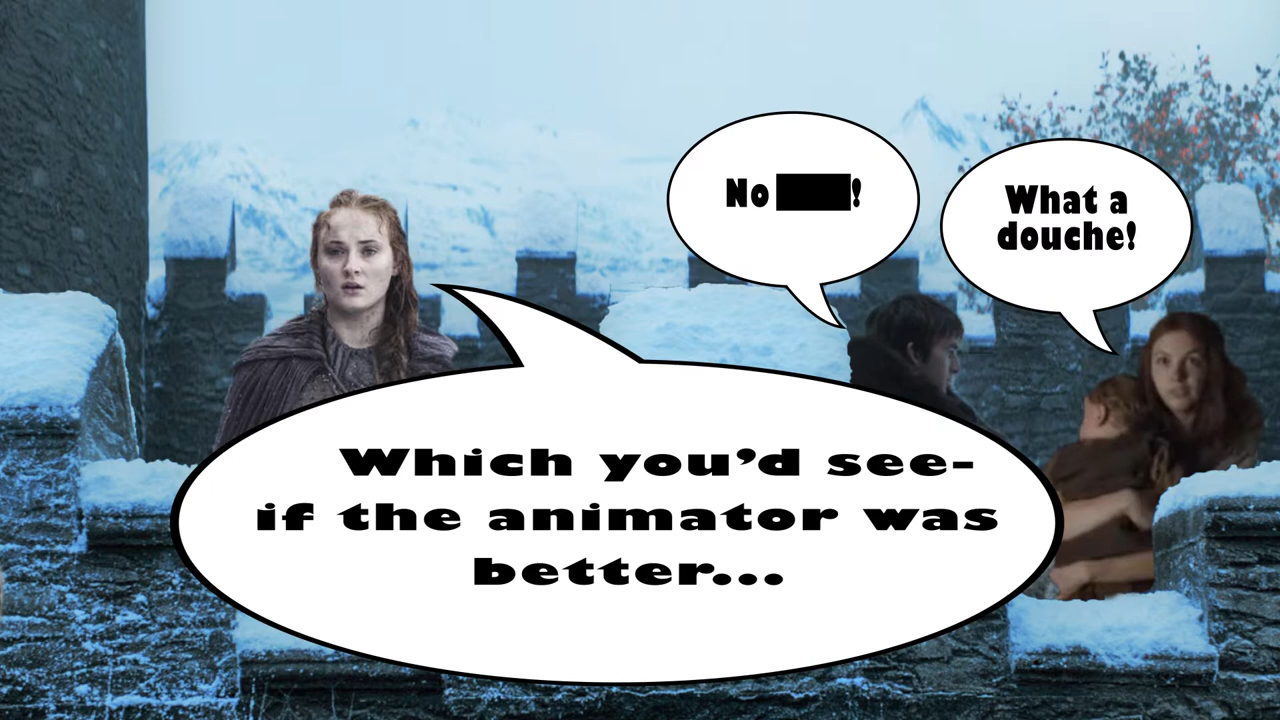 No !
What a
douche!
Which you'd see-
if the animator was
better...